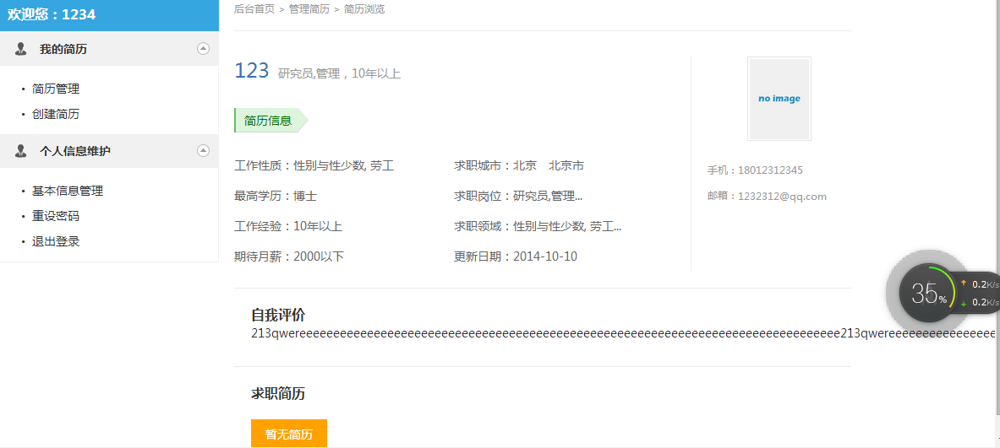 欢迎您：1234
我的简历
• 简历管理
• 创建简历
个人信息维护
• 基本信息管理
• 重设密码
• 退出登录
后台首页 > 管理简历 > 简历浏览
123 研究员,管理，10年以上
简历信息
工作性质：性别与性少数, 劳工 求职城市：北京 北京市
最高学历：博士 求职岗位：研究员,管理...
工作经验：10年以上 求职领域：性别与性少数, 劳工...
期待月薪：2000以下 更新日期：2014-10-10
no image
手机：18012312345
邮箱：1232312@qq.com
35%
0.2K/s
0.2K/s
自我评价
213qwereeeeeeeeeeeeeeeeeeeeeeeeeeeeeeeeeeeeeeeeeeeeeeeeeeeeeeeeeeeeeeeeeeeeeeeeeeeeeeeee213qwereeeeeeeeeeeeeeeee
求职简历
暂无简历